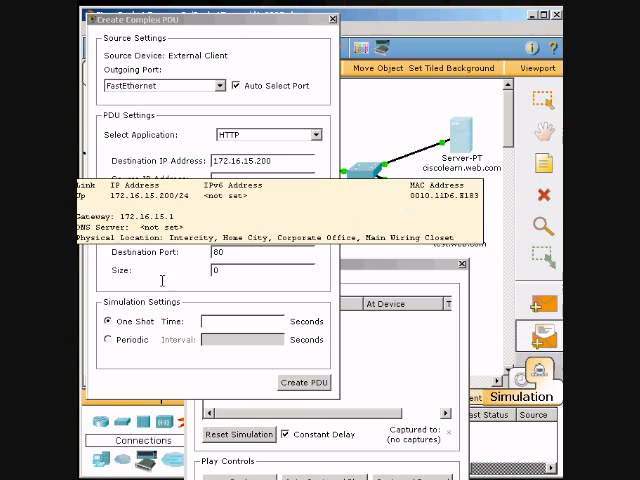 Create Complex PDU
Source Settings
Source Device: External Client
Outgoing Port:
FastEthernet
Auto Select Port
Move Object Set Tiled Background
Viewport
PDU Settings
Select Application:
HTTP
Destination IP Address:
172.16.15.200
Server-PT
ciscolearn.web.com
Link IP Address IPv6 Address MAC Address
Up 172.16.15.200/24 <not set> 0010.11D6.E183
Gateway: 172.16.15.1
DNS Server: <not set>
Physical Location: Intercity, Home City, Corporate Office, Main Wiring Closet
Destination Port:
80
Size:
0
Simulation Settings
One Shot Time:
Seconds
Periodic Interval:
Seconds
Create PDU
At Device
T
Simulation
Reset Simulation
Constant Delay
Captured to:
(no captures)
Play Controls
Connections
Last Status Source